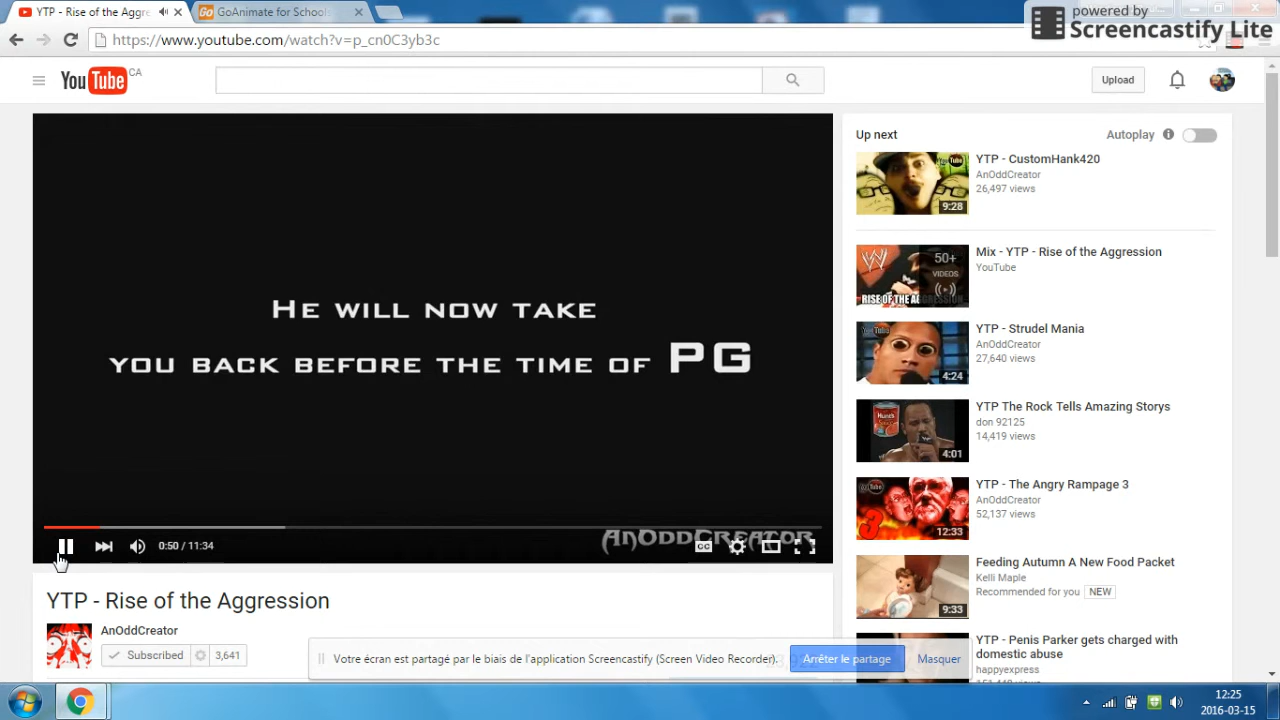 YTP - Rise of the Aggre
GoAnimate for School
powered by
Screencastify Lite
https://www.youtube.com/watch?v=p_cn0C3yb3c
YouTube CA
Upload
HE WILL NOW TAKE
YOU BACK BEFORE THE TIME OF PG
ANODDCREATOR
CC
0:50 / 11:34
YTP - Rise of the Aggression
AnOddCreator
Subscribed 3,641
Up next
Autoplay
YTP - CustomHank420
AnOddCreator
26,497 views
9:28
Mix - YTP - Rise of the Aggression
YouTube
50+
VIDEOS
RISE OF THE AGGRESSION
YTP - Strudel Mania
AnOddCreator
27,640 views
4:24
YTP The Rock Tells Amazing Storys
don 92125
14,419 views
4:01
YTP - The Angry Rampage 3
AnOddCreator
52,137 views
3
12:33
Feeding Autumn A New Food Packet
Kelli Maple
Recommended for you NEW
9:33
YTP - Penis Parker gets charged with
domestic abuse
happyexpress
Votre écran est partagé par le biais de l'application Screencastify (Screen Video Recorder).
Arrêter le partage
Masquer
12:25
2016-03-15